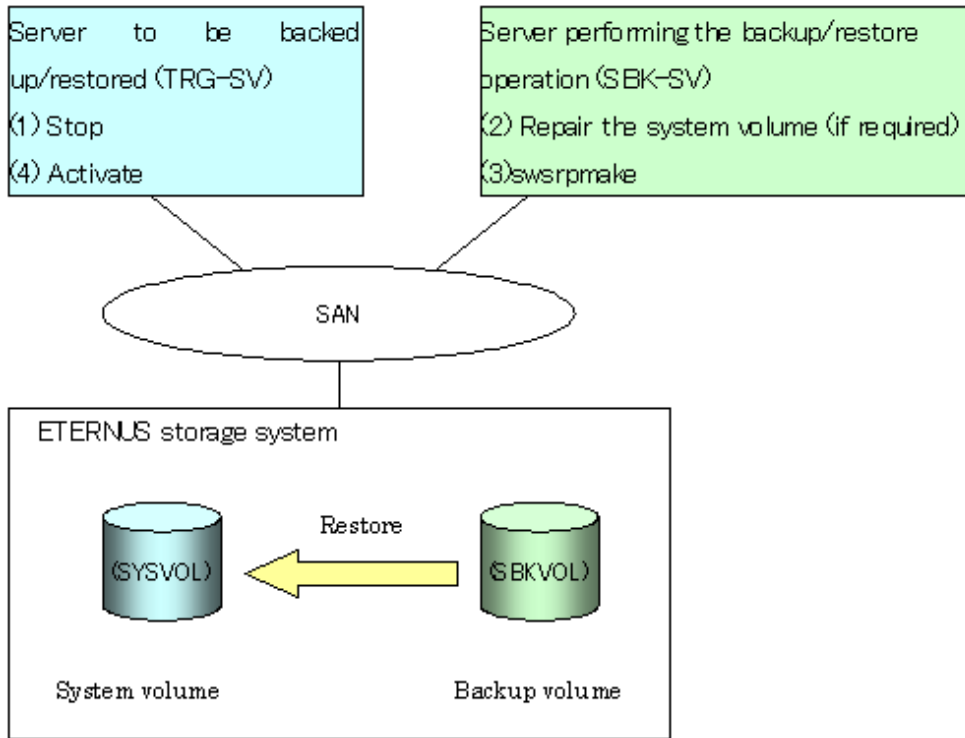 Server to be backed
up/restored (TRG-SV)
(1) Stop
(4) Activate
Server performing the backup/restore
operation (SBK-SV)
(2) Repair the system volume (if required)
(3)swsrpmake
SAN
ETERNUS storage system
Restore
(SYSVOL)
(SBKVOL)
System volume
Backup volume